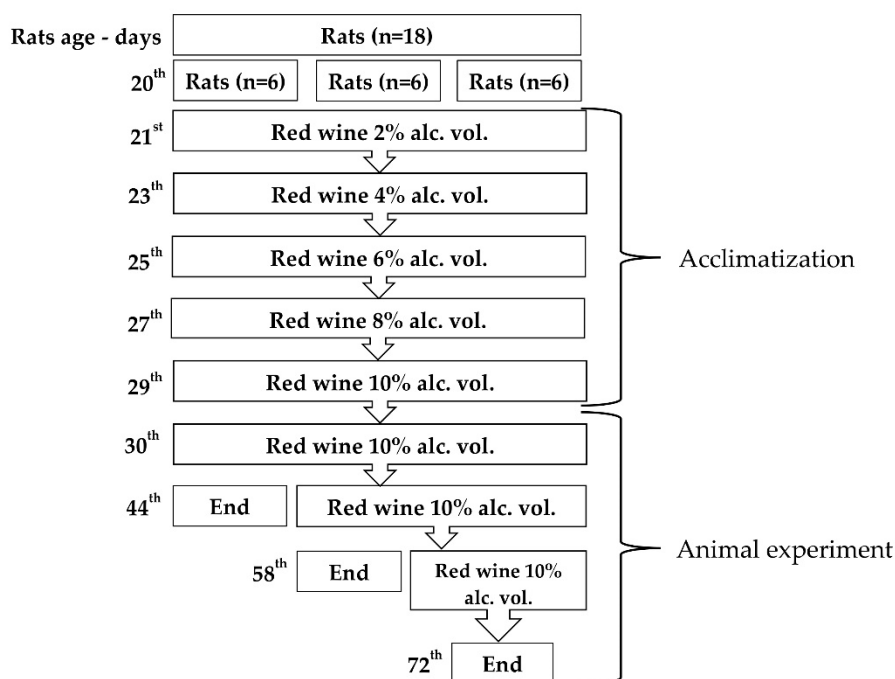 Rats age - days
Rats (n=18)
20th
Rats (n=6)
Rats (n=6)
Rats (n=6)
21st
Red wine 2% alc. vol.
23th
Red wine 4% alc. vol.
25th
Red wine 6% alc. vol.
Acclimatization
27th
Red wine 8% alc. vol.
29th
Red wine 10% alc. vol.
30th
Red wine 10% alc. vol.
44th
End
Red wine 10% alc. vol.
Animal experiment
58th
End
Red wine 10%
alc. vol.
72th
End